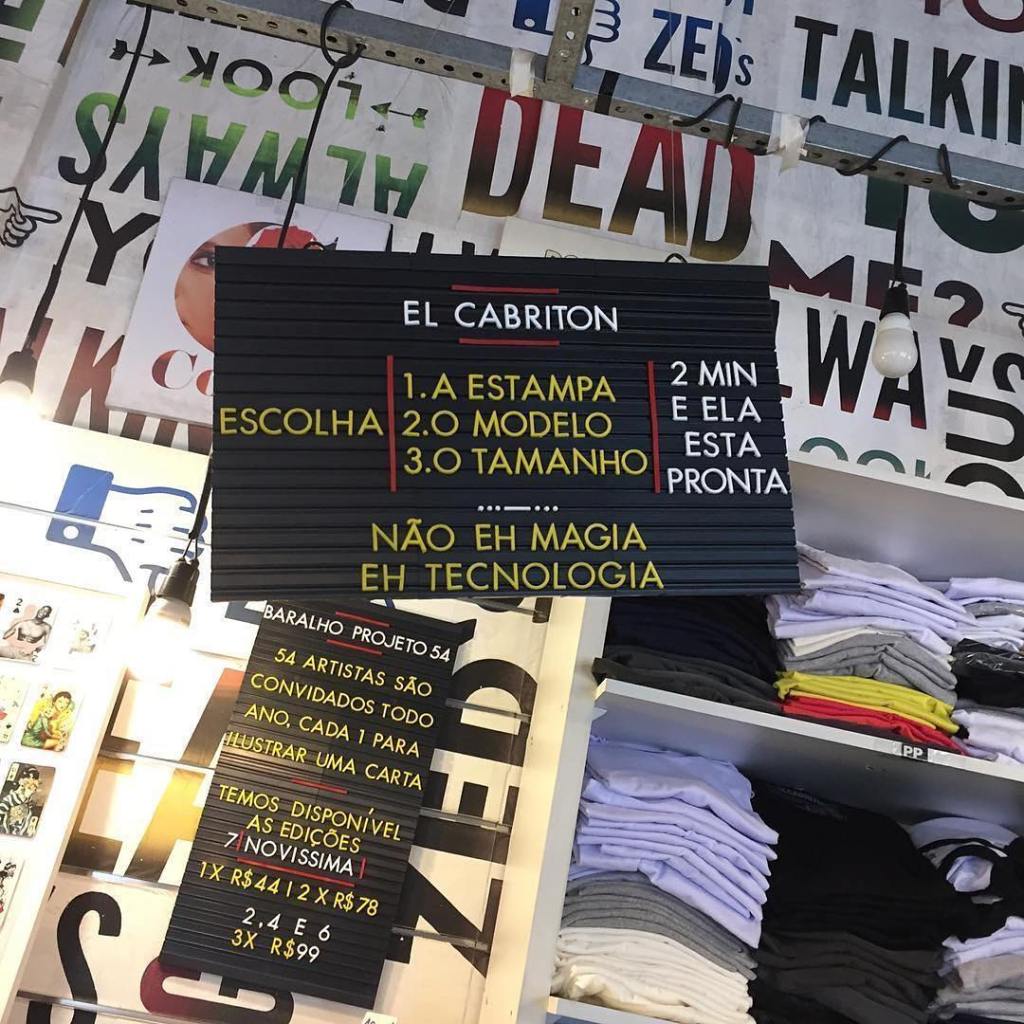 ZED's
TALKIN
LOOK
ALWAYS
DEAD
ME?
EL CABRITON
ESCOLHA
1.A ESTAMPA
2.O MODELO
3.O TAMANHO
2 MIN
E ELA
ESTA
PRONTA
...—...
NÃO EH MAGIA
EH TECNOLOGIA
BARALHO PROJETO 54
54 ARTISTAS SÃO
CONVIDADOS TODO
ANO, CADA 1 PARA
ILUSTRAR UMA CARTA
TEMOS DISPONÍVEL
AS EDIÇÕES
7|NOVISSIMA|
1X R$44|2X R$78
2,4 E 6
3X R$99
PP